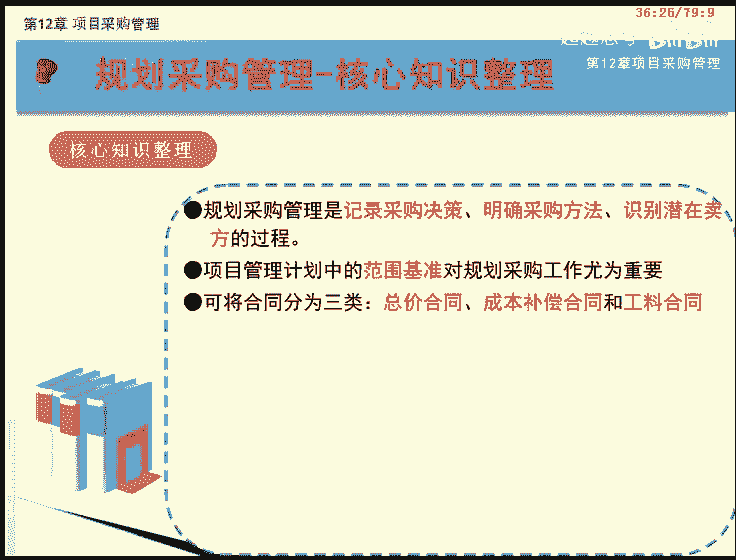 36:26/79:9
第12章 项目采购管理
第12章项目采购管理
规划采购管理-核心知识整理
核心知识整理
●规划采购管理是记录采购决策、明确采购方法、识别潜在卖
方的过程。
●项目管理计划中的范围基准对规划采购工作尤为重要
●可将合同分为三类：总价合同、成本补偿合同和工料合同